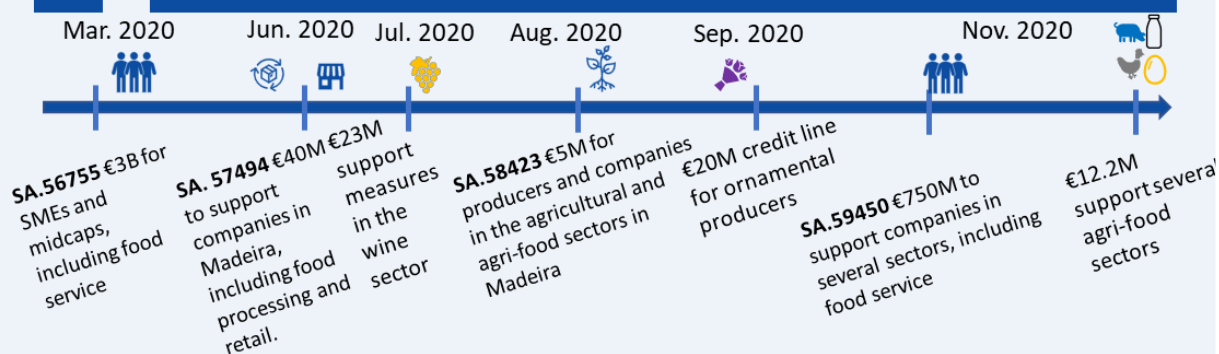 Mar. 2020
Jun. 2020
Jul. 2020
Aug. 2020
Sep. 2020
Nov. 2020
SA.56755 €3B for
SMEs and
midcaps,
including food
service
SA. 57494 €40M
to support
companies in
Madeira,
including food
processing and
retail.
€23M
support
measures
in the
wine
sector
SA.58423 €5M for
producers and companies
in the agricultural and
agri-food sectors in
Madeira
€20M credit line
for ornamental
producers
SA.59450 €750M to
support companies in
several sectors, including
food service
€12.2M
support several
agri-food
sectors